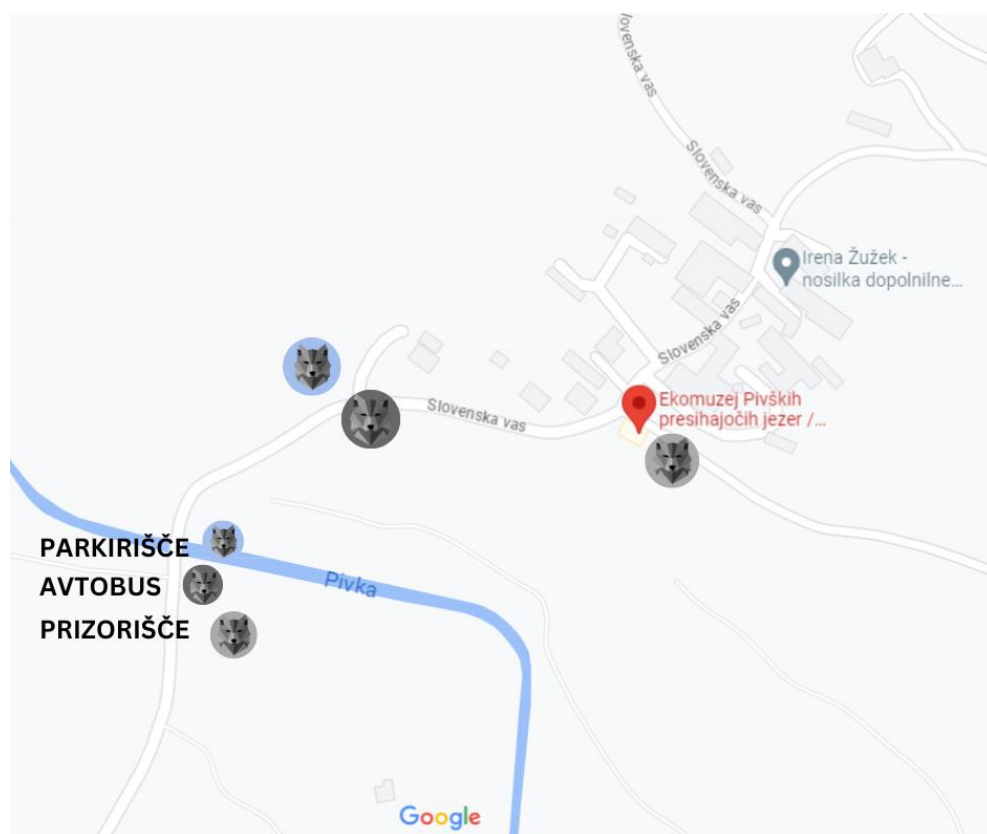 Slovenska vas
Slovenska vas
Irena Žužek -
nosilka dopolnilne...
Slovenska vas
Ekomuzej Pivških
presihajočih jezer /...
Slovenska vas
PARKIRIŠČE
AVTOBUS
PRIZORIŠČE
Pivka
Google